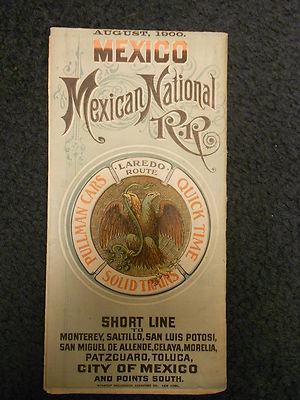 AUGUST, 1900.
MEXICO
Mexican National
R.R.
LAREDO
ROUTE
PULLMAN CARS
QUICK TIME
SOLID TRAINS
SHORT LINE
TO
MONTEREY, SALTILLO, SAN LUIS POTOSI,
SAN MIGUEL DE ALLENDE, CELAYA, MORELIA,
PATZCUARO, TOLUCA,
CITY OF MEXICO
AND POINTS SOUTH.